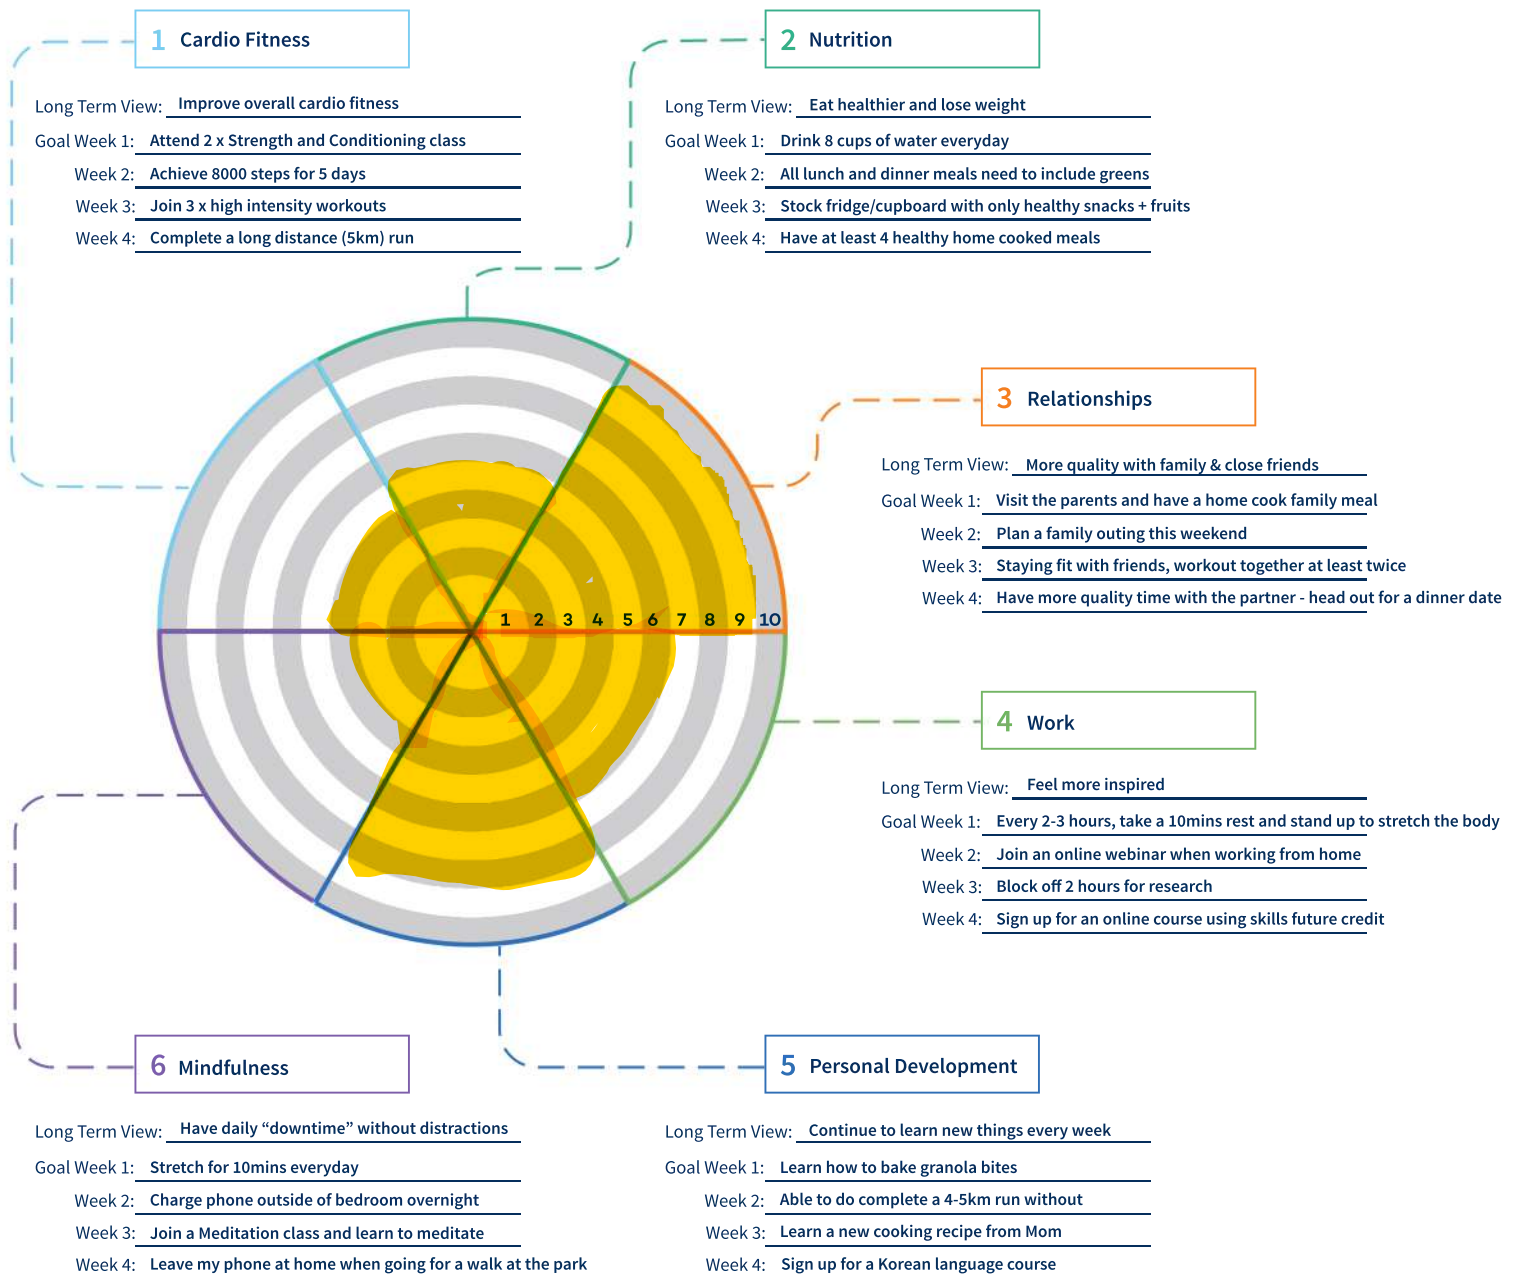 1 Cardio Fitness
Long Term View: Improve overall cardio fitness
Goal Week 1: Attend 2 x Strength and Conditioning class
Week 2: Achieve 8000 steps for 5 days
Week 3: Join 3 x high intensity workouts
Week 4: Complete a long distance (5km) run
2 Nutrition
Long Term View: Eat healthier and lose weight
Goal Week 1: Drink 8 cups of water everyday
Week 2: All lunch and dinner meals need to include greens
Week 3: Stock fridge/cupboard with only healthy snacks + fruits
Week 4: Have at least 4 healthy home cooked meals
3 Relationships
Long Term View: More quality with family & close friends
Goal Week 1: Visit the parents and have a home cook family meal
Week 2: Plan a family outing this weekend
Week 3: Staying fit with friends, workout together at least twice
Week 4: Have more quality time with the partner - head out for a dinner date
1 2 3 4 5 6 7 8 9 10
4 Work
Long Term View: Feel more inspired
Goal Week 1: Every 2-3 hours, take a 10mins rest and stand up to stretch the body
Week 2: Join an online webinar when working from home
Week 3: Block off 2 hours for research
Week 4: Sign up for an online course using skills future credit
6 Mindfulness
Long Term View: Have daily “downtime” without distractions
Goal Week 1: Stretch for 10mins everyday
Week 2: Charge phone outside of bedroom overnight
Week 3: Join a Meditation class and learn to meditate
Week 4: Leave my phone at home when going for a walk at the park
5 Personal Development
Long Term View: Continue to learn new things every week
Goal Week 1: Learn how to bake granola bites
Week 2: Able to do complete a 4-5km run without
Week 3: Learn a new cooking recipe from Mom
Week 4: Sign up for a Korean language course